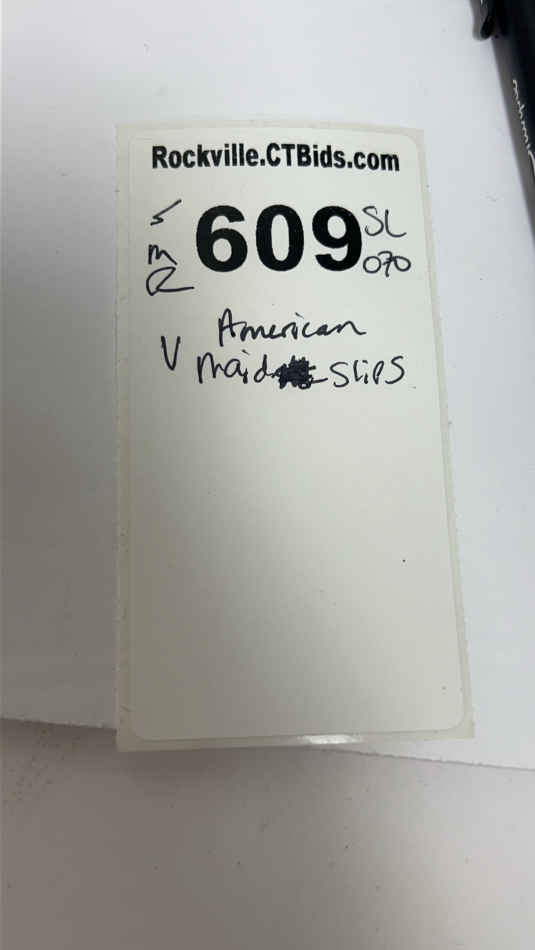 Rockville.CTBids.com
609
SL
070
S
M
R
V American
Maid Slips